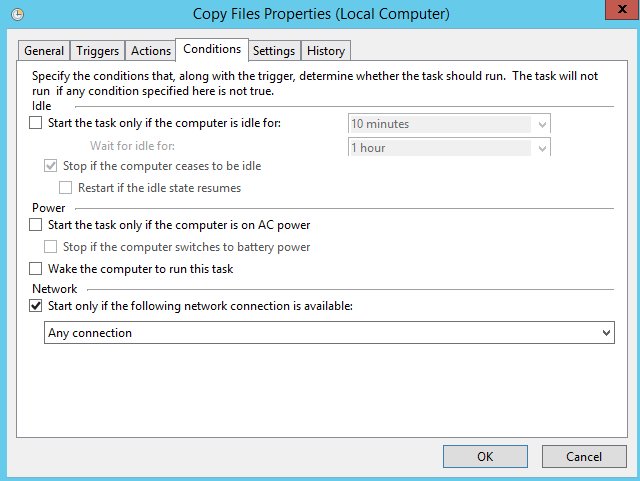 Copy Files Properties (Local Computer)
x
General Triggers Actions Conditions Settings History
Specify the conditions that, along with the trigger, determine whether the task should run. The task will not
run if any condition specified here is not true.
Idle
Start the task only if the computer is idle for: 10 minutes
Wait for idle for: 1 hour
Stop if the computer ceases to be idle
Restart if the idle state resumes
Power
Start the task only if the computer is on AC power
Stop if the computer switches to battery power
Wake the computer to run this task
Network
Start only if the following network connection is available:
Any connection
OK Cancel